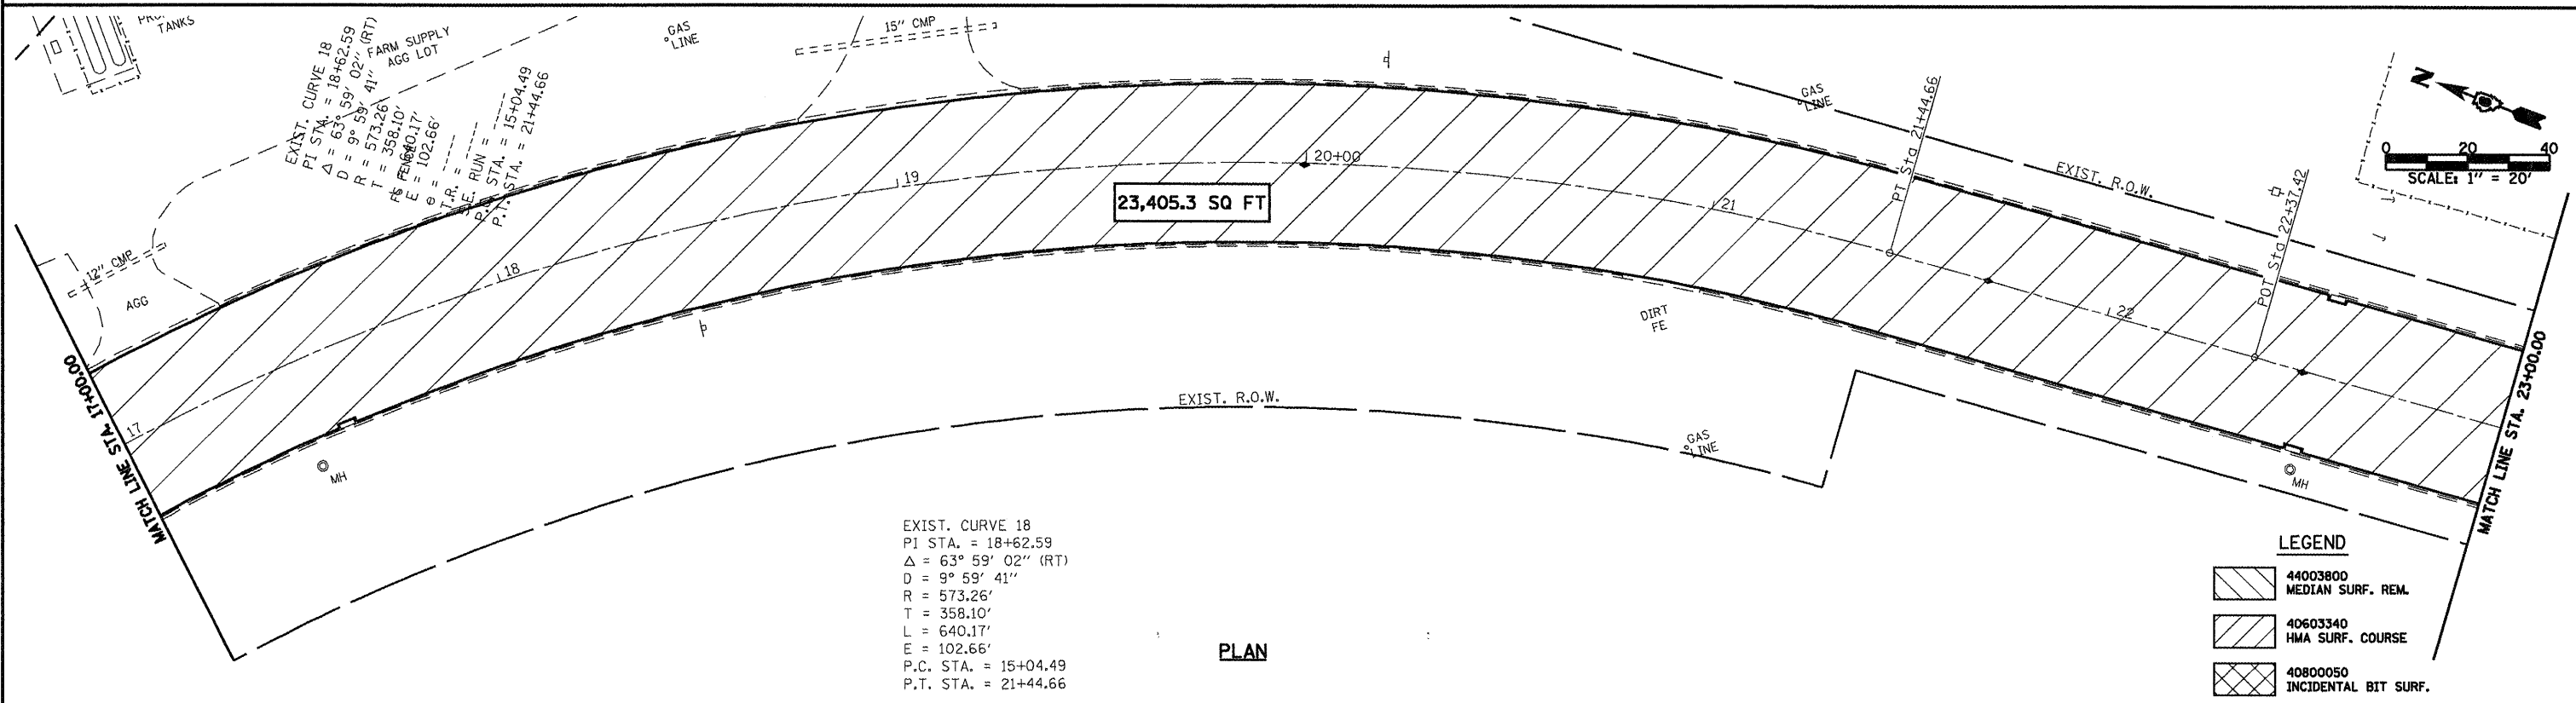 TANKS
FARM SUPPLY
AGG LOT
GAS
LINE
15" CMP
EXIST. CURVE 18
PI STA. = 18+62.59
Δ = 63° 59' 02" (RT)
D = 9° 59' 41"
R = 573.26
T = 358.10'
E = 102.66'
e = ------
T.R. = ------
S.E. RUN = ------
P.C. STA. = 15+04.49
P.T. STA. = 21+44.66
GAS
LINE
PT Sta 21+44.66
EXIST. R.O.W.
N
0 20 40
SCALE: 1" = 20'
POT Sta 22+37.42
12" CMP
AGG
17
18
19
20+00
21
22
23,405.3 SQ FT
MATCH LINE STA. 17+00.00
MATCH LINE STA. 23+00.00
MH
DIRT
FE
EXIST. R.O.W.
GAS
LINE
MH
EXIST. CURVE 18
PI STA. = 18+62.59
Δ = 63° 59' 02" (RT)
D = 9° 59' 41"
R = 573.26'
T = 358.10'
L = 640.17'
E = 102.66'
P.C. STA. = 15+04.49
P.T. STA. = 21+44.66
PLAN
LEGEND
44003800
MEDIAN SURF. REM.
40603340
HMA SURF. COURSE
40800050
INCIDENTAL BIT SURF.